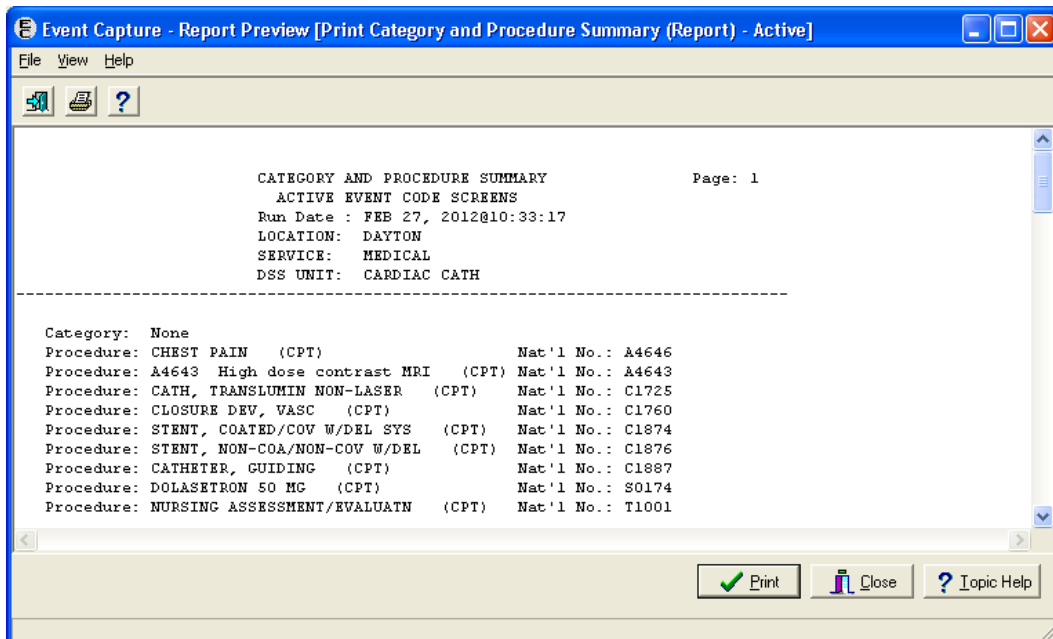 Event Capture - Report Preview [Print Category and Procedure Summary (Report) - Active]
File View Help
?
CATEGORY AND PROCEDURE SUMMARY Page: 1
ACTIVE EVENT CODE SCREENS
Run Date : FEB 27, 2012@10:33:17
LOCATION: DAYTON
SERVICE: MEDICAL
DSS UNIT: CARDIAC CATH
--------------------------------------------------------------------------------
Category: None
Procedure: CHEST PAIN (CPT) Nat'l No.: A4646
Procedure: A4643 High dose contrast MRI (CPT) Nat'l No.: A4643
Procedure: CATH, TRANSLUMIN NON-LASER (CPT) Nat'l No.: C1725
Procedure: CLOSURE DEV, VASC (CPT) Nat'l No.: C1760
Procedure: STENT, COATED/COV W/DEL SYS (CPT) Nat'l No.: C1874
Procedure: STENT, NON-COA/NON-COV W/DEL (CPT) Nat'l No.: C1876
Procedure: CATHETER, GUIDING (CPT) Nat'l No.: C1887
Procedure: DOLASETRON 50 MG (CPT) Nat'l No.: S0174
Procedure: NURSING ASSESSMENT/EVALUATN (CPT) Nat'l No.: T1001
Print Close ? Topic Help